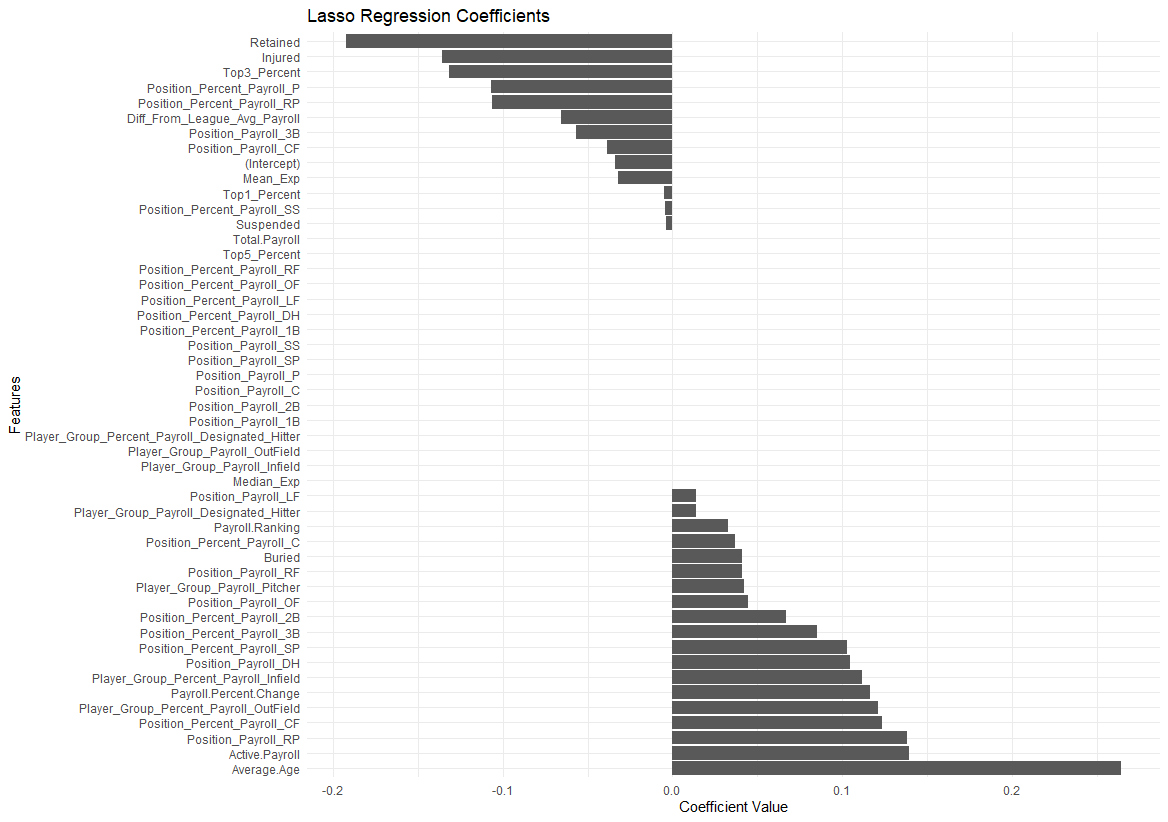 Lasso Regression Coefficients
Retained
Injured
Top3_Percent
Position_Percent_Payroll_P
Position_Percent_Payroll_RP
Diff_From_League_Avg_Payroll
Position_Payroll_3B
Position_Payroll_CF
(Intercept)
Mean_Exp
Top1_Percent
Position_Percent_Payroll_SS
Suspended
Total.Payroll
Top5_Percent
Position_Percent_Payroll_RF
Position_Percent_Payroll_OF
Position_Percent_Payroll_LF
Position_Percent_Payroll_DH
Position_Percent_Payroll_1B
Position_Payroll_SS
Position_Payroll_SP
Position_Payroll_P
Position_Payroll_C
Position_Payroll_2B
Position_Payroll_1B
Player_Group_Percent_Payroll_Designated_Hitter
Player_Group_Payroll_OutField
Player_Group_Payroll_Infield
Median_Exp
Position_Payroll_LF
Player_Group_Payroll_Designated_Hitter
Payroll.Ranking
Position_Percent_Payroll_C
Buried
Position_Payroll_RF
Player_Group_Payroll_Pitcher
Position_Payroll_OF
Position_Percent_Payroll_2B
Position_Percent_Payroll_3B
Position_Percent_Payroll_SP
Position_Payroll_DH
Player_Group_Percent_Payroll_Infield
Payroll.Percent.Change
Player_Group_Percent_Payroll_OutField
Position_Percent_Payroll_CF
Position_Payroll_RP
Active.Payroll
Average.Age
Features
-0.2 -0.1 0.0 0.1 0.2
Coefficient Value